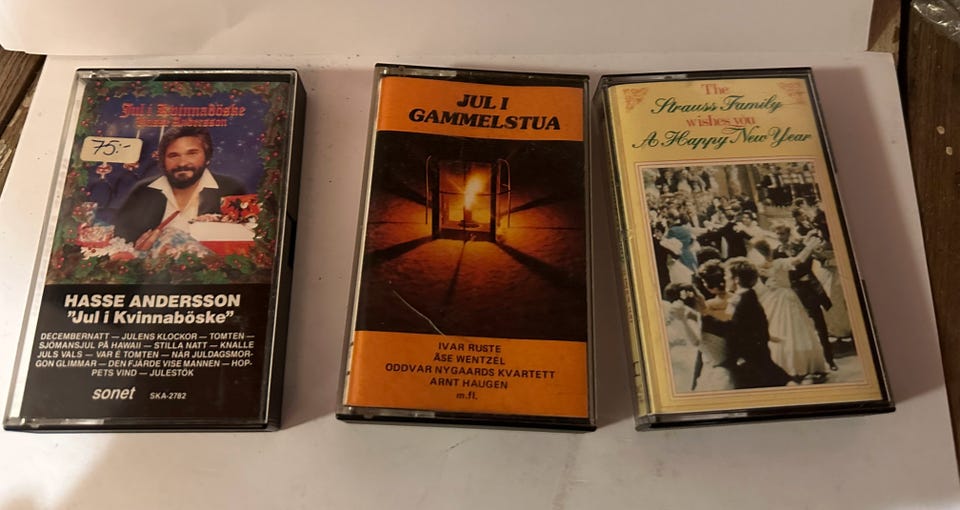 Jul i Kvinnaböske
Hasse Andersson
75:-
HASSE ANDERSSON
"Jul i Kvinnaböske"
DECEMBERNATT — JULENS KLOCKOR — TOMTEN —
SJÖMANSJUL PÅ HAWAII — STILLA NATT — KNALLE
JULS VALS — VAR É TOMTEN — NÄR JULDAGSMOR-
GON GLIMMAR — DEN FJÄRDE VISE MANNEN — HOP-
PETS VIND — JULESTÖK
sonet SKA-2782
JUL I
GAMMELSTUA
IVAR RUSTE
ÅSE WENTZEL
ODDVAR NYGAARDS KVARTETT
ARNT HAUGEN
m.fl.
The
Strauss Family
wishes you
A Happy New Year